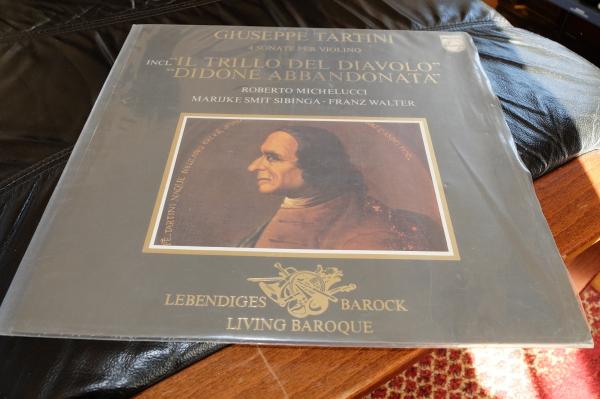 GIUSEPPE TARTINI
4 SONATE PER VIOLINO
INCL. "IL TRILLO DEL DIAVOLO"
"DIDONE ABBANDONATA"
ROBERTO MICHELUCCI
MARIJKE SMIT SIBINGA - FRANZ WALTER
LEBENDIGES BAROCK
LIVING BAROQUE